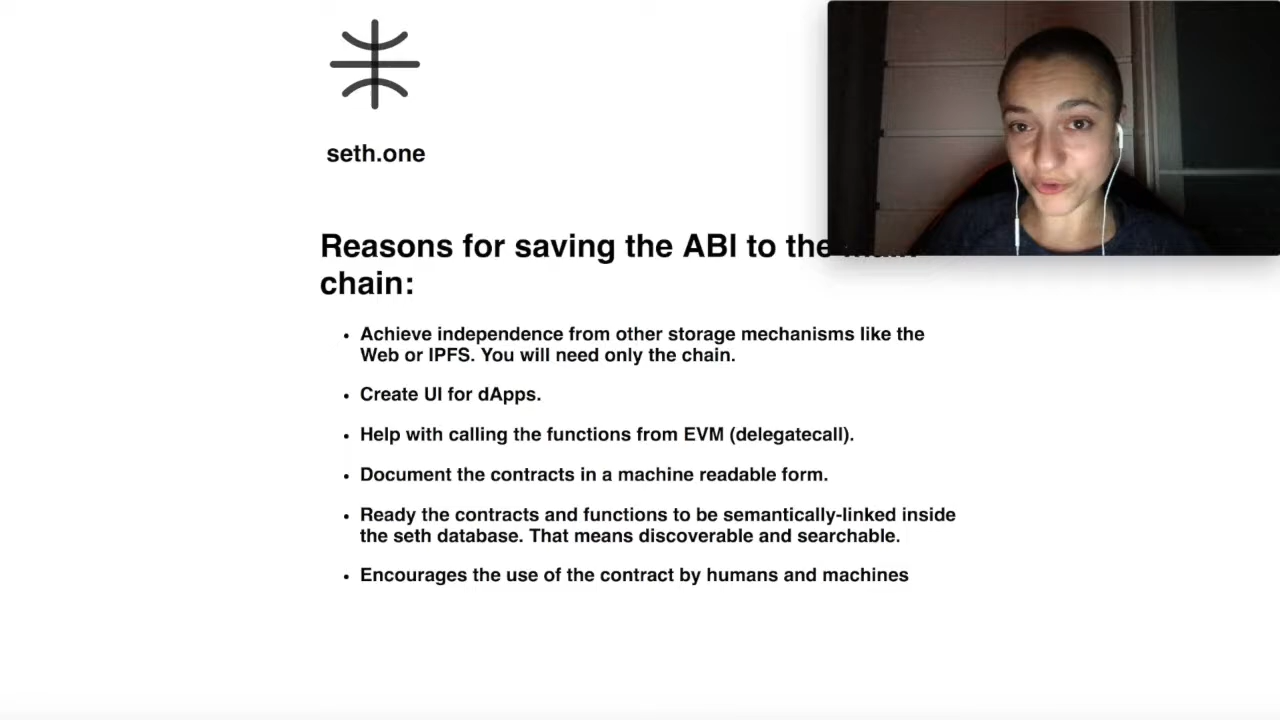 seth.one
Reasons for saving the ABI to the
chain:
• Achieve independence from other storage mechanisms like the
Web or IPFS. You will need only the chain.
• Create UI for dApps.
• Help with calling the functions from EVM (delegatecall).
• Document the contracts in a machine readable form.
• Ready the contracts and functions to be semantically-linked inside
the seth database. That means discoverable and searchable.
• Encourages the use of the contract by humans and machines